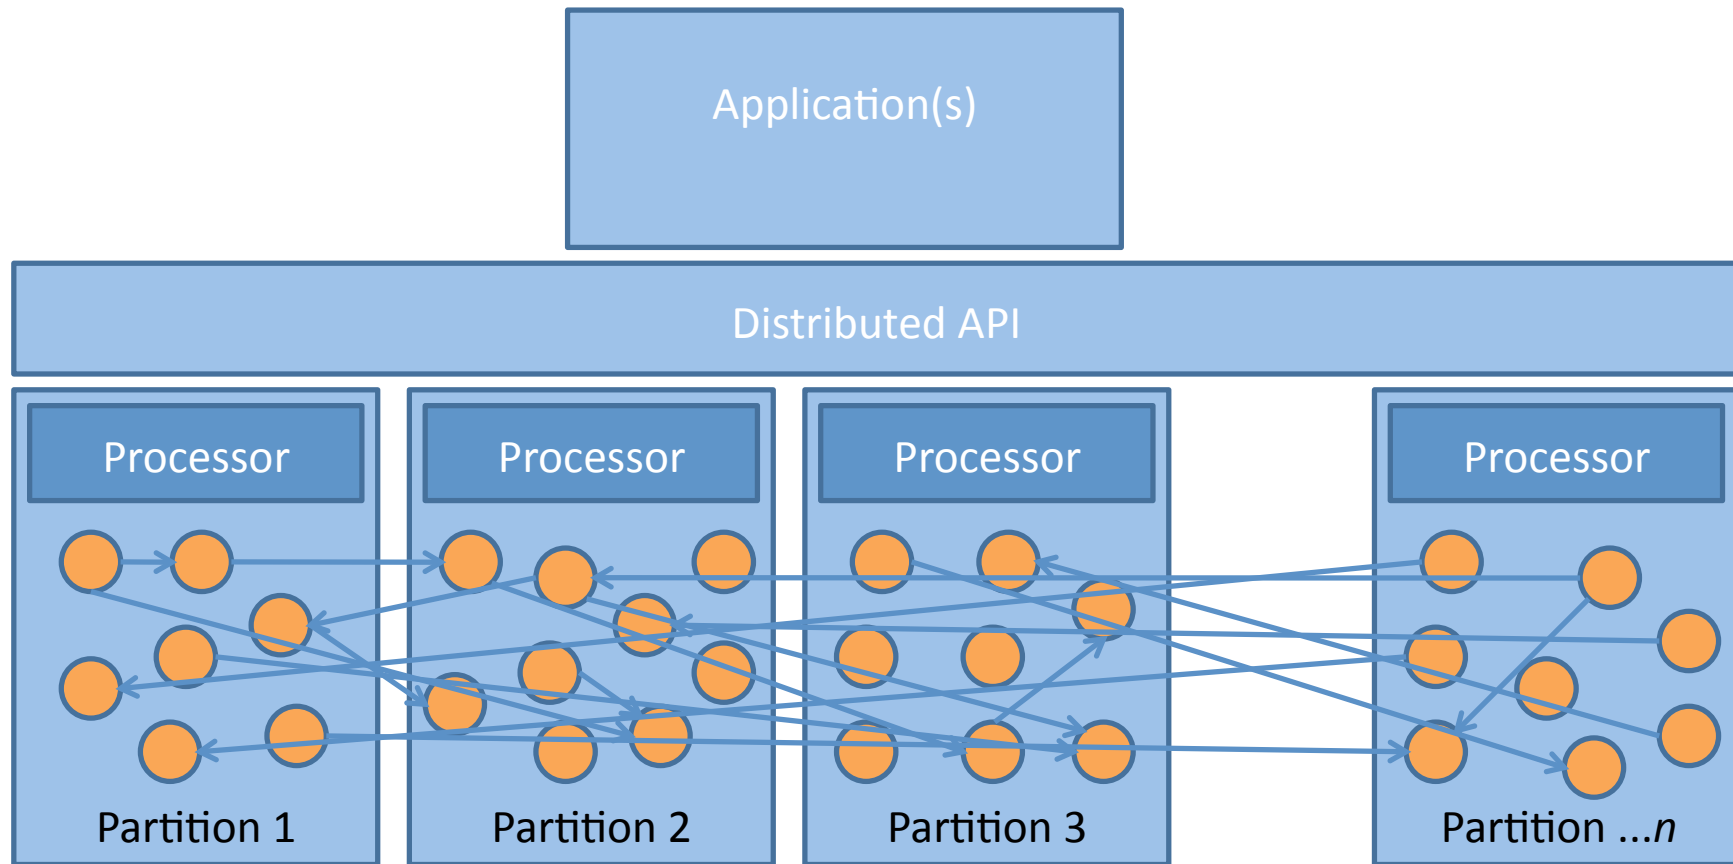 Application(s)
Distributed API
Processor
Processor
Processor
Processor
Partition 1
Partition 2
Partition 3
Partition ...n